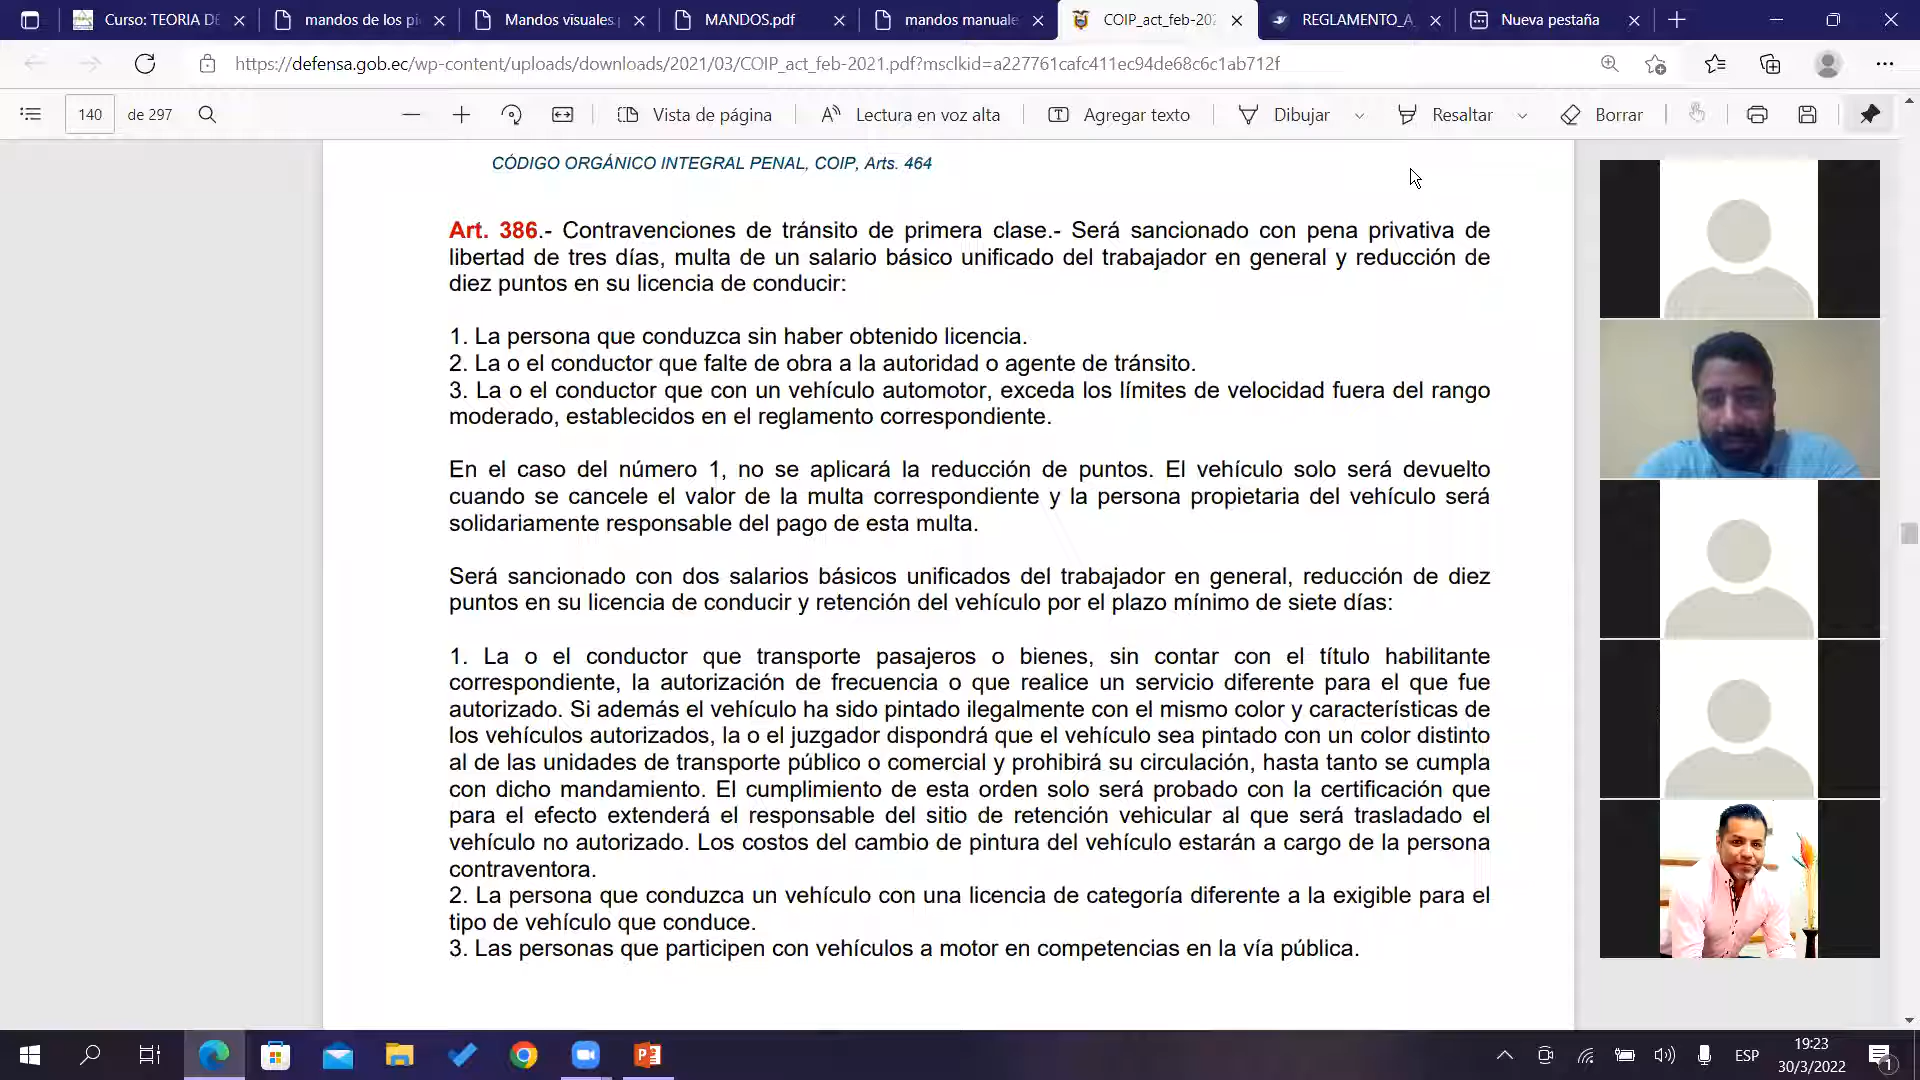 Curso: TEORIA DE
mandos de los pi
Mandos visuales
MANDOS.pdf
mandos manuale
COIP_act_feb-202
REGLAMENTO_A
Nueva pestaña
https://defensa.gob.ec/wp-content/uploads/downloads/2021/03/COIP_act_feb-2021.pdf?msclkid=a227761cafc411ec94de68c6c1ab712f
140 de 297
Vista de página
Lectura en voz alta
Agregar texto
Dibujar
Resaltar
Borrar
CÓDIGO ORGÁNICO INTEGRAL PENAL, COIP, Arts. 464
Art. 386.- Contravenciones de tránsito de primera clase.- Será sancionado con pena privativa de
libertad de tres días, multa de un salario básico unificado del trabajador en general y reducción de
diez puntos en su licencia de conducir:
1. La persona que conduzca sin haber obtenido licencia.
2. La o el conductor que falte de obra a la autoridad o agente de tránsito.
3. La o el conductor que con un vehículo automotor, exceda los límites de velocidad fuera del rango
moderado, establecidos en el reglamento correspondiente.
En el caso del número 1, no se aplicará la reducción de puntos. El vehículo solo será devuelto
cuando se cancele el valor de la multa correspondiente y la persona propietaria del vehículo será
solidariamente responsable del pago de esta multa.
Será sancionado con dos salarios básicos unificados del trabajador en general, reducción de diez
puntos en su licencia de conducir y retención del vehículo por el plazo mínimo de siete días:
1. La o el conductor que transporte pasajeros o bienes, sin contar con el título habilitante
correspondiente, la autorización de frecuencia o que realice un servicio diferente para el que fue
autorizado. Si además el vehículo ha sido pintado ilegalmente con el mismo color y características de
los vehículos autorizados, la o el juzgador dispondrá que el vehículo sea pintado con un color distinto
al de las unidades de transporte público o comercial y prohibirá su circulación, hasta tanto se cumpla
con dicho mandamiento. El cumplimiento de esta orden solo será probado con la certificación que
para el efecto extenderá el responsable del sitio de retención vehicular al que será trasladado el
vehículo no autorizado. Los costos del cambio de pintura del vehículo estarán a cargo de la persona
contraventora.
2. La persona que conduzca un vehículo con una licencia de categoría diferente a la exigible para el
tipo de vehículo que conduce.
3. Las personas que participen con vehículos a motor en competencias en la vía pública.
ESP
19:23
30/3/2022
1